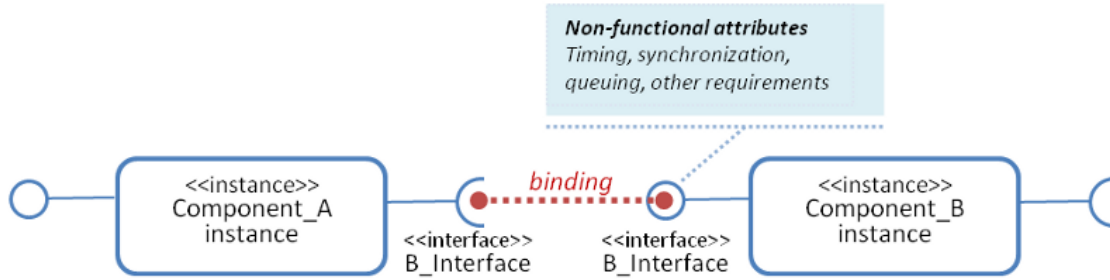 Non-functional attributes
Timing, synchronization,
queuing, other requirements
<<instance>>
Component_A
instance
binding
<<instance>>
Component_B
instance
<<interface>>
B_Interface
<<interface>>
B_Interface